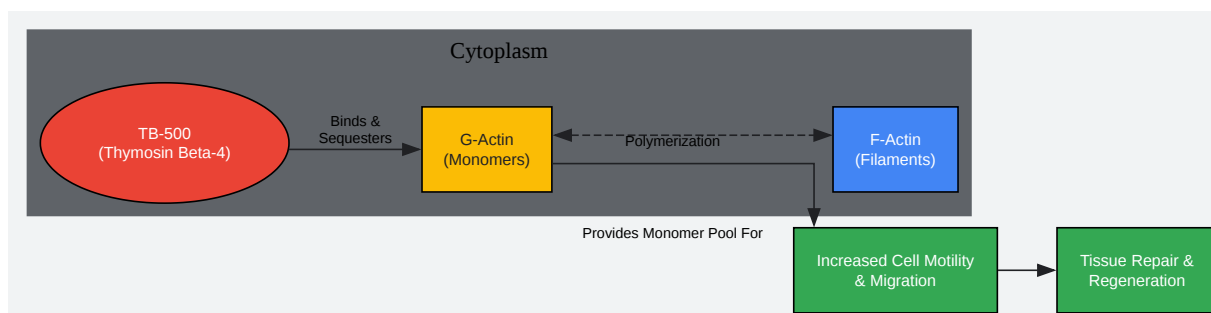 Cytoplasm
TB-500
(Thymosin Beta-4)
Binds &
Sequesters
G-Actin
(Monomers)
Polymerization
F-Actin
(Filaments)
Provides Monomer Pool For
Increased Cell Motility
& Migration
Tissue Repair &
Regeneration